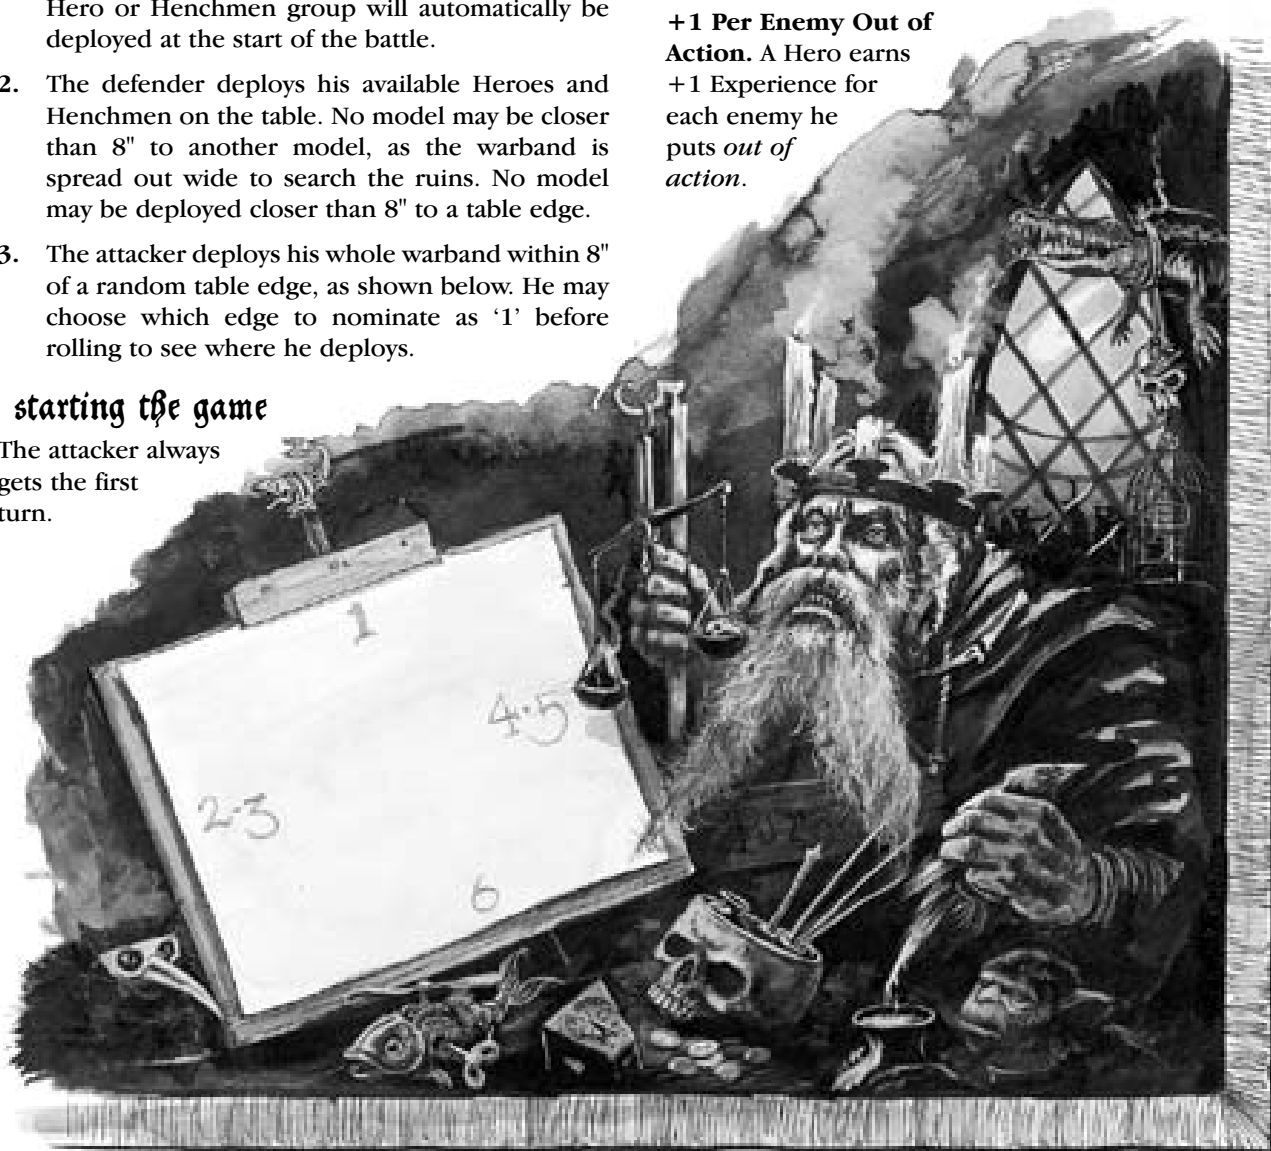 Hero or Henchmen group will automatically be
deployed at the start of the battle.
2. The defender deploys his available Heroes and
Henchmen on the table. No model may be closer
than 8" to another model, as the warband is
spread out wide to search the ruins. No model
may be deployed closer than 8" to a table edge.
3. The attacker deploys his whole warband within 8"
of a random table edge, as shown below. He may
choose which edge to nominate as ‘1’ before
rolling to see where he deploys.
starting the game
The attacker always
gets the first
turn.
+1 Per Enemy Out of
Action. A Hero earns
+1 Experience for
each enemy he
puts out of
action.
1
4·5
2·3
6